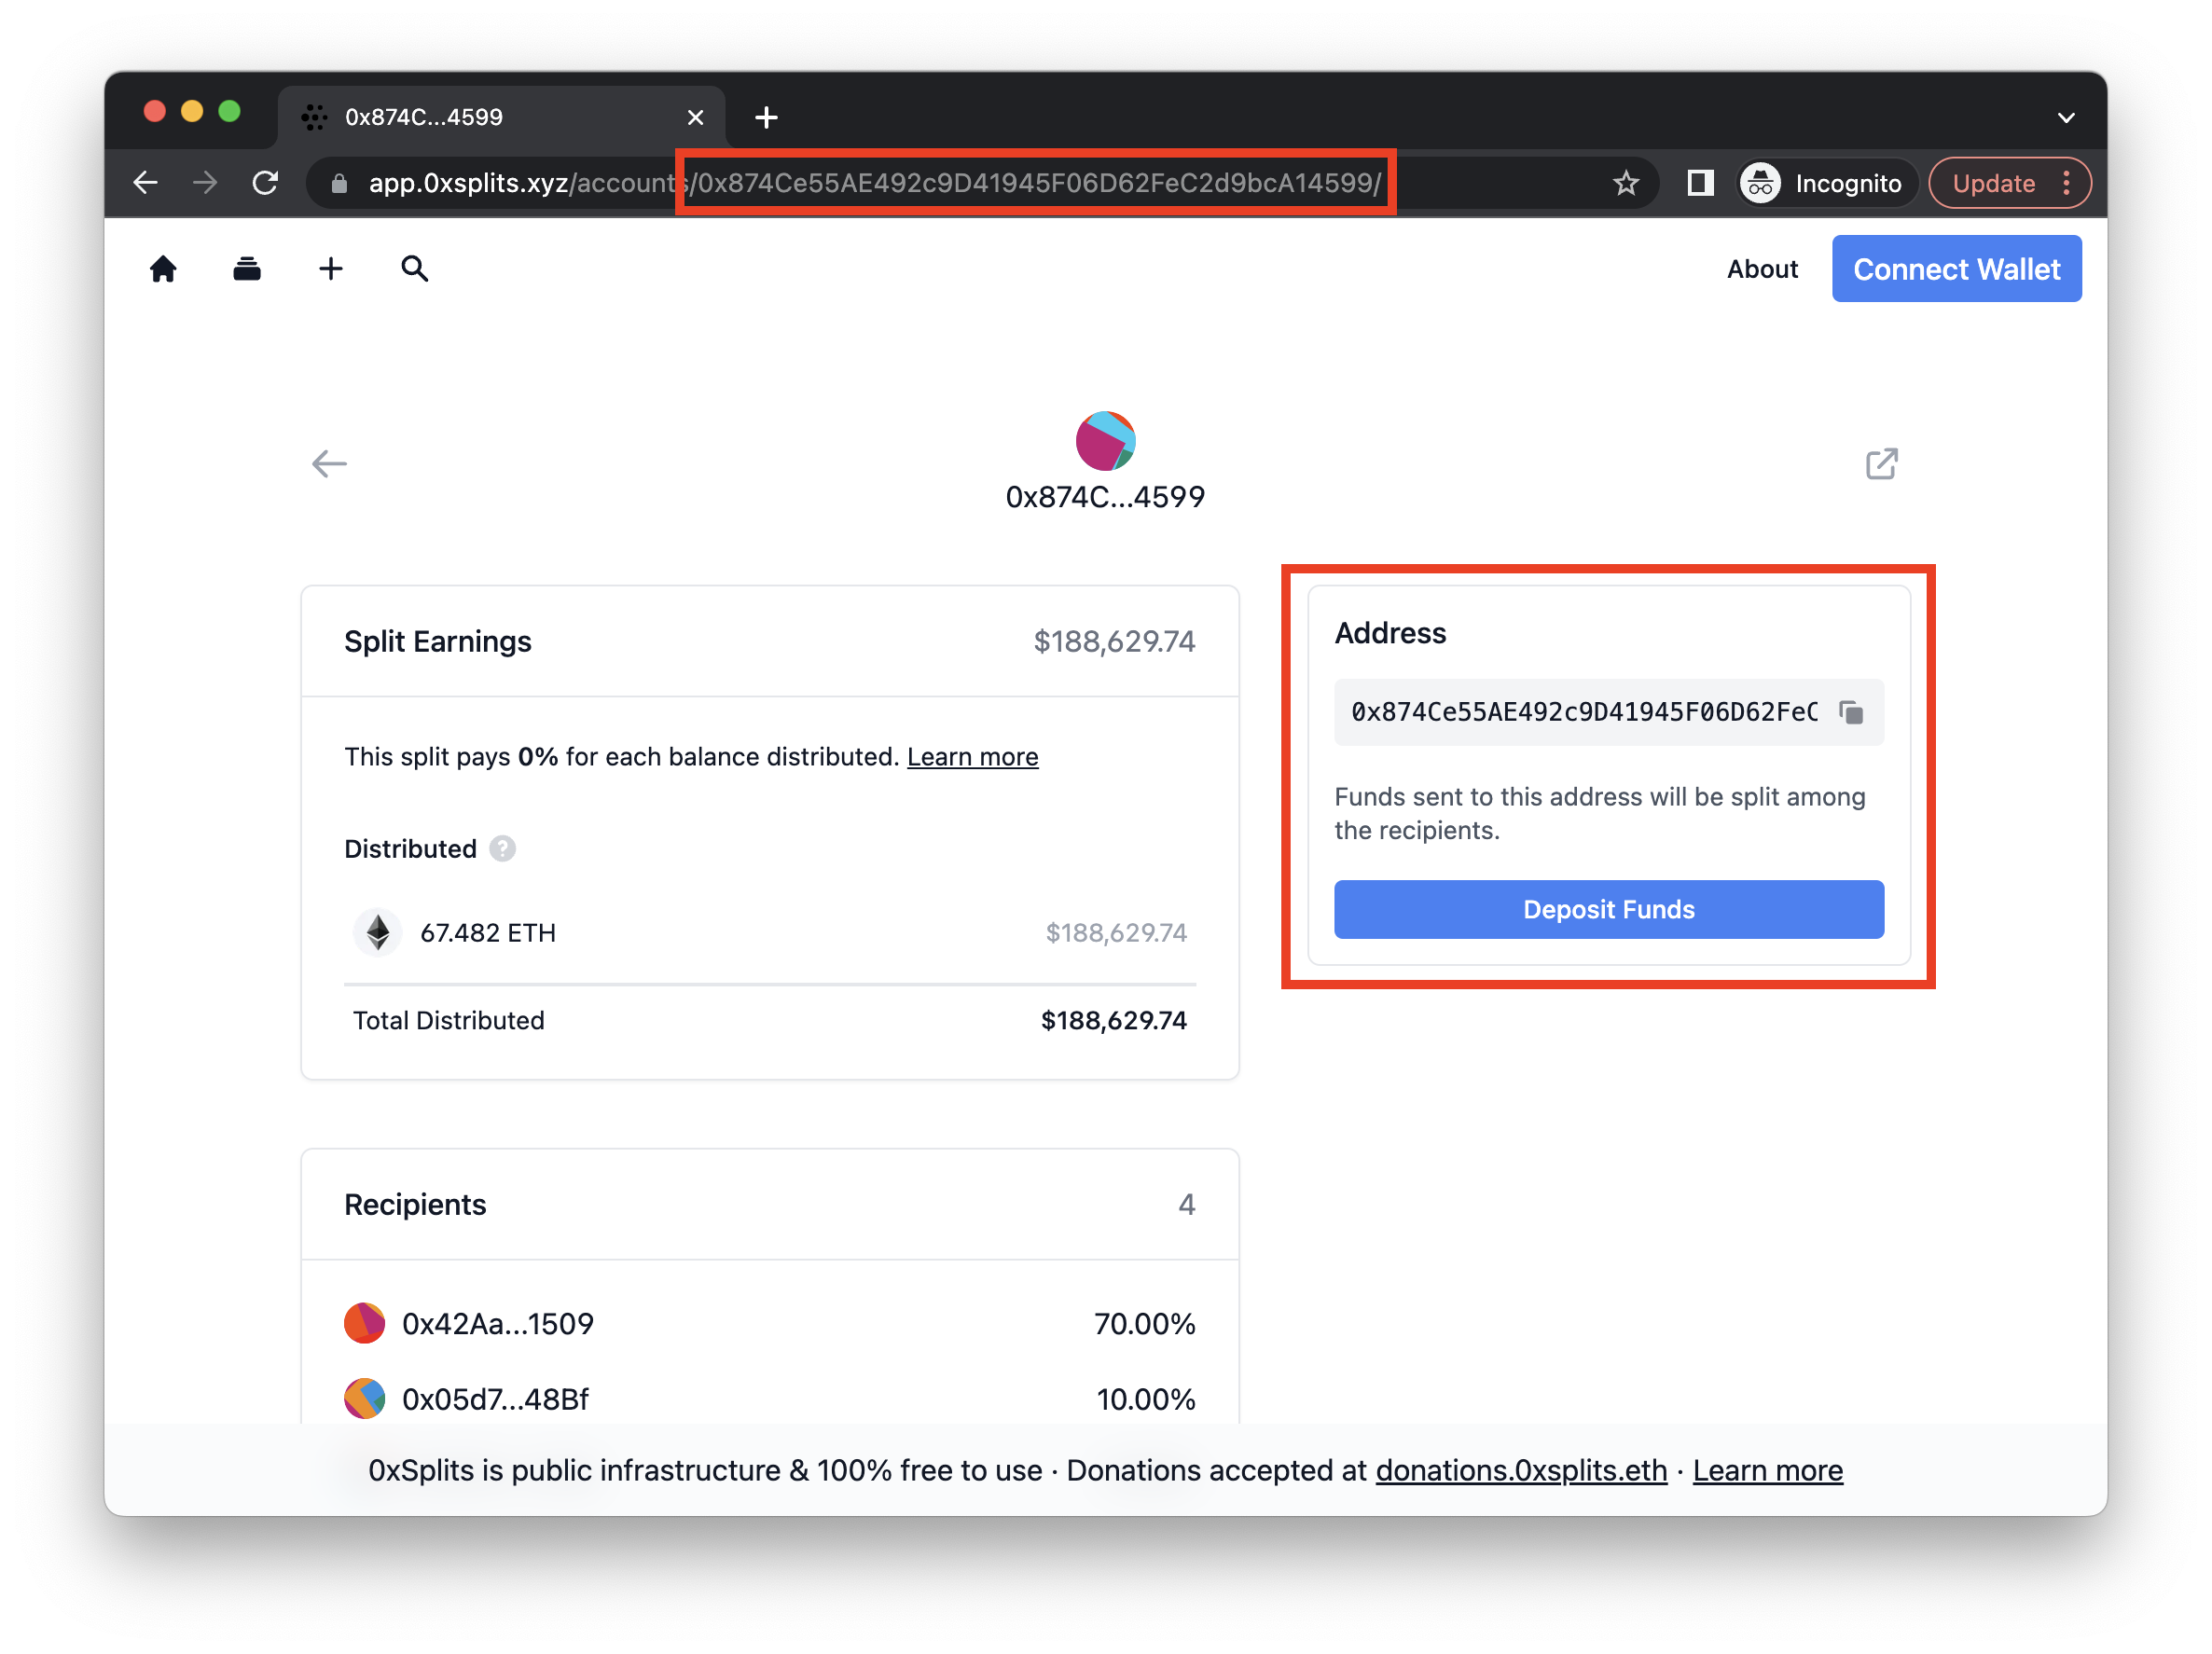 0x874C...4599
app.0xsplits.xyz/accounts/0x874Ce55AE492c9D41945F06D62FeC2d9bcA14599/
Incognito
Update
About
Connect Wallet
0x874C...4599
Split Earnings
$188,629.74
This split pays 0% for each balance distributed. Learn more
Distributed ?
67.482 ETH
$188,629.74
Total Distributed
$188,629.74
Address
0x874Ce55AE492c9D41945F06D62FeC
Funds sent to this address will be split among
the recipients.
Deposit Funds
Recipients
4
0x42Aa...1509
70.00%
0x05d7...48Bf
10.00%
0xSplits is public infrastructure & 100% free to use · Donations accepted at donations.0xsplits.eth · Learn more